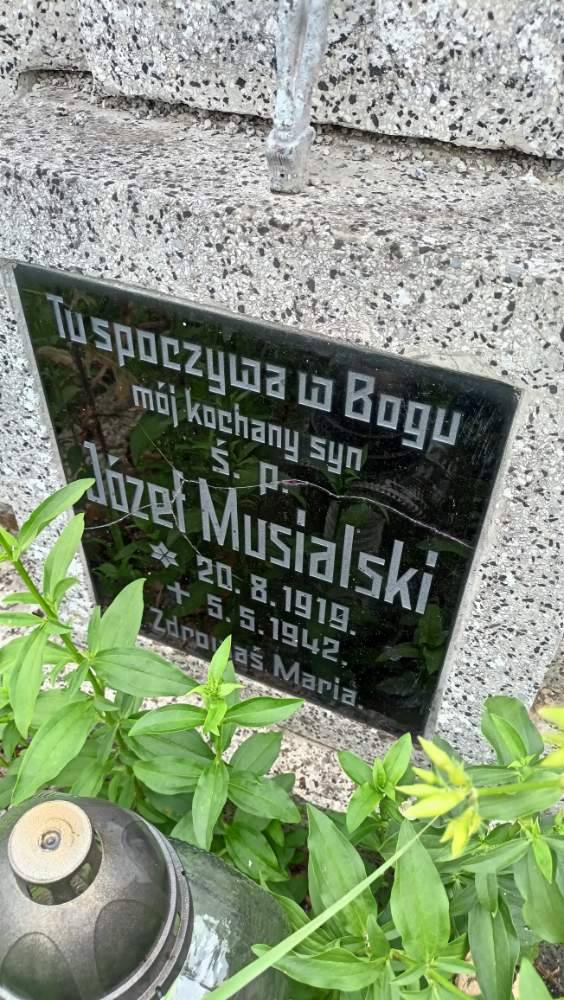 Tu spoczywa w Bogu
mój kochany syn
ś. p.
Józef Musialski
* 20. 8. 1919.
+ 5. 5. 1942.
Zdrowaś Maria.